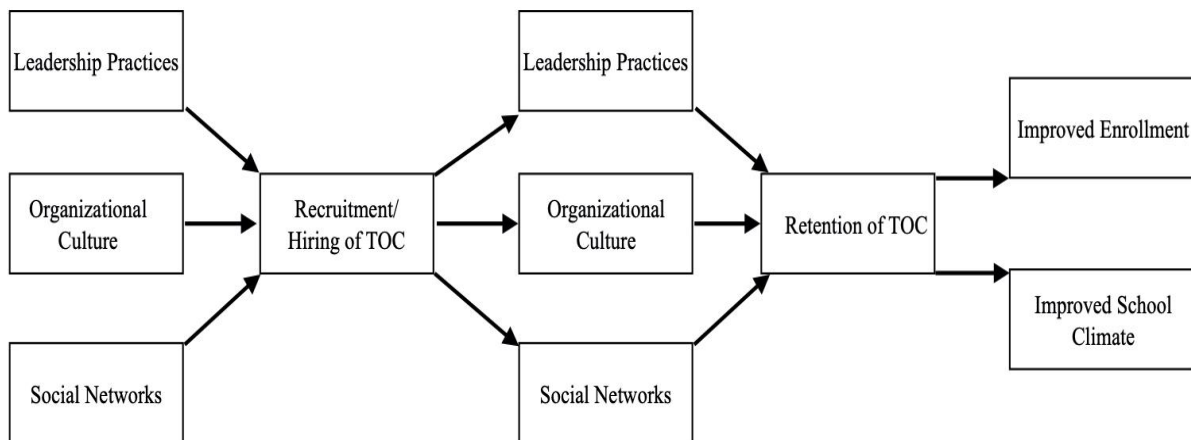 Leadership Practices
Organizational
Culture
Social Networks
Recruitment/
Hiring of TOC
Leadership Practices
Organizational
Culture
Social Networks
Retention of TOC
Improved Enrollment
Improved School
Climate